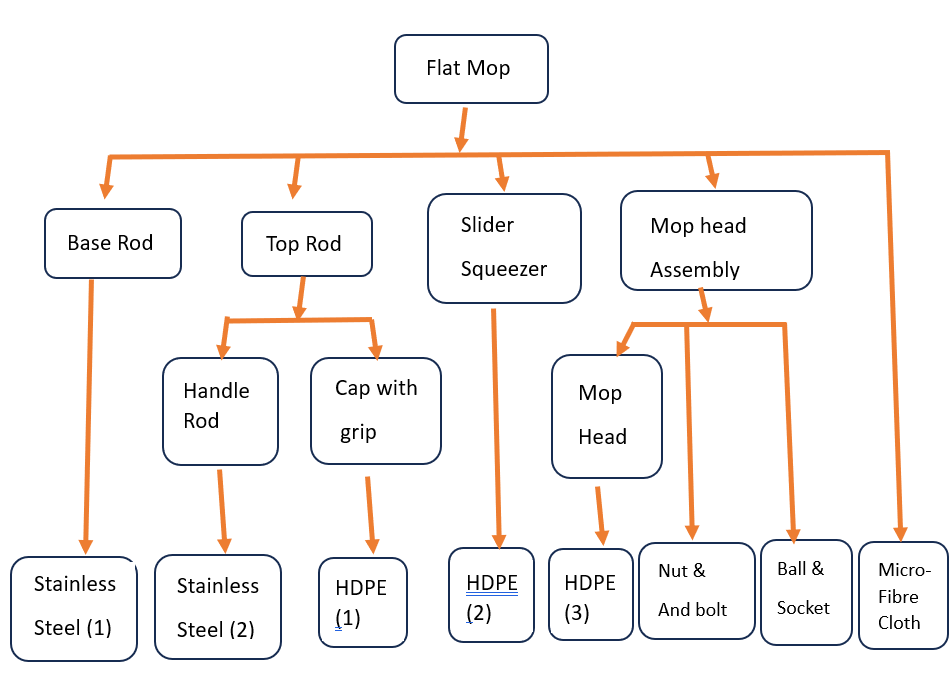 Flat Mop
Base Rod
Top Rod
Slider
Squeezer
Mop head
Assembly
Handle
Rod
Cap with
grip
Mop
Head
Stainless
Steel (1)
Stainless
Steel (2)
HDPE
(1)
HDPE
(2)
HDPE
(3)
Nut &
And bolt
Ball &
Socket
Micro-
Fibre
Cloth